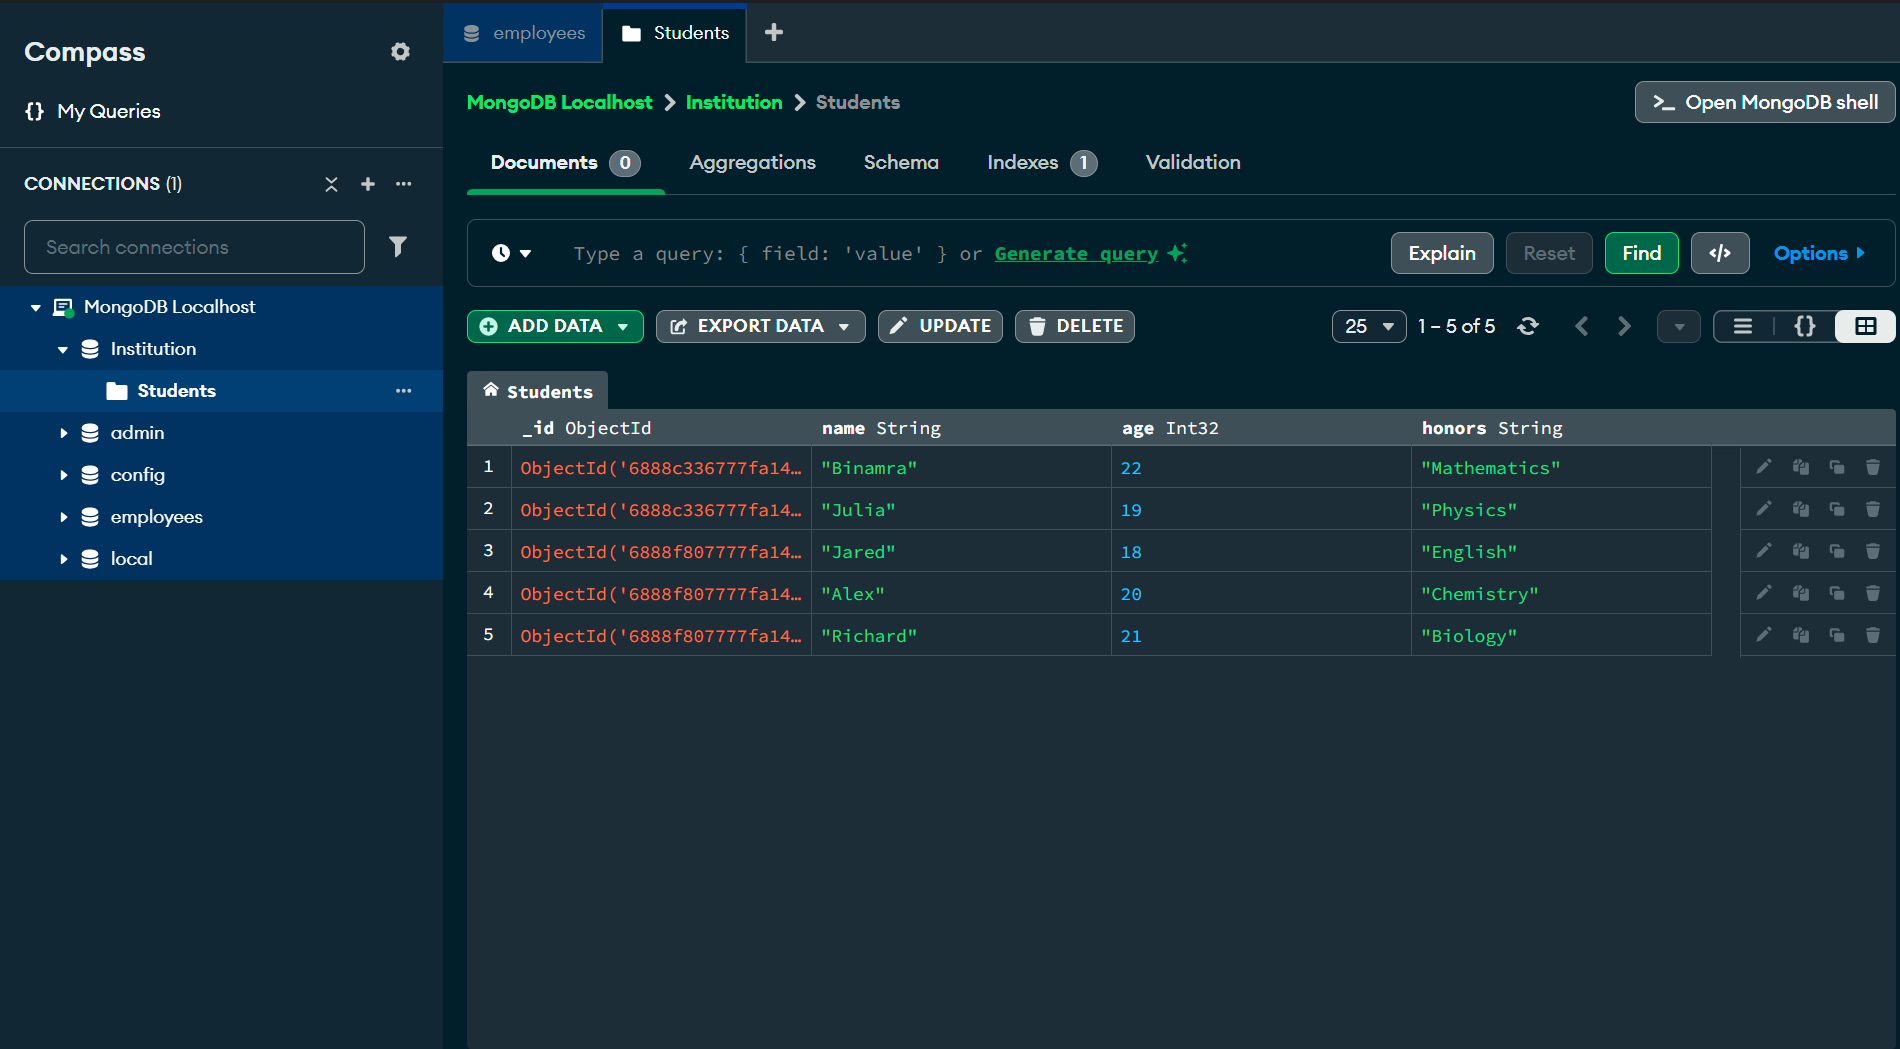 Compass
{} My Queries
CONNECTIONS (1)
Search connections
MongoDB Localhost
Institution
Students
admin
config
employees
local
employees
Students
MongoDB Localhost > Institution > Students
>_ Open MongoDB shell
Documents 0 Aggregations Schema Indexes 1 Validation
Type a query: { field: 'value' } or Generate query
Explain Reset Find </> Options
ADD DATA EXPORT DATA UPDATE DELETE 25 1 – 5 of 5 {}
Students
_id ObjectId name String age Int32 honors String
1 ObjectId('6888c336777fa14… "Binamra" 22 "Mathematics"
2 ObjectId('6888c336777fa14… "Julia" 19 "Physics"
3 ObjectId('6888f807777fa14… "Jared" 18 "English"
4 ObjectId('6888f807777fa14… "Alex" 20 "Chemistry"
5 ObjectId('6888f807777fa14… "Richard" 21 "Biology"